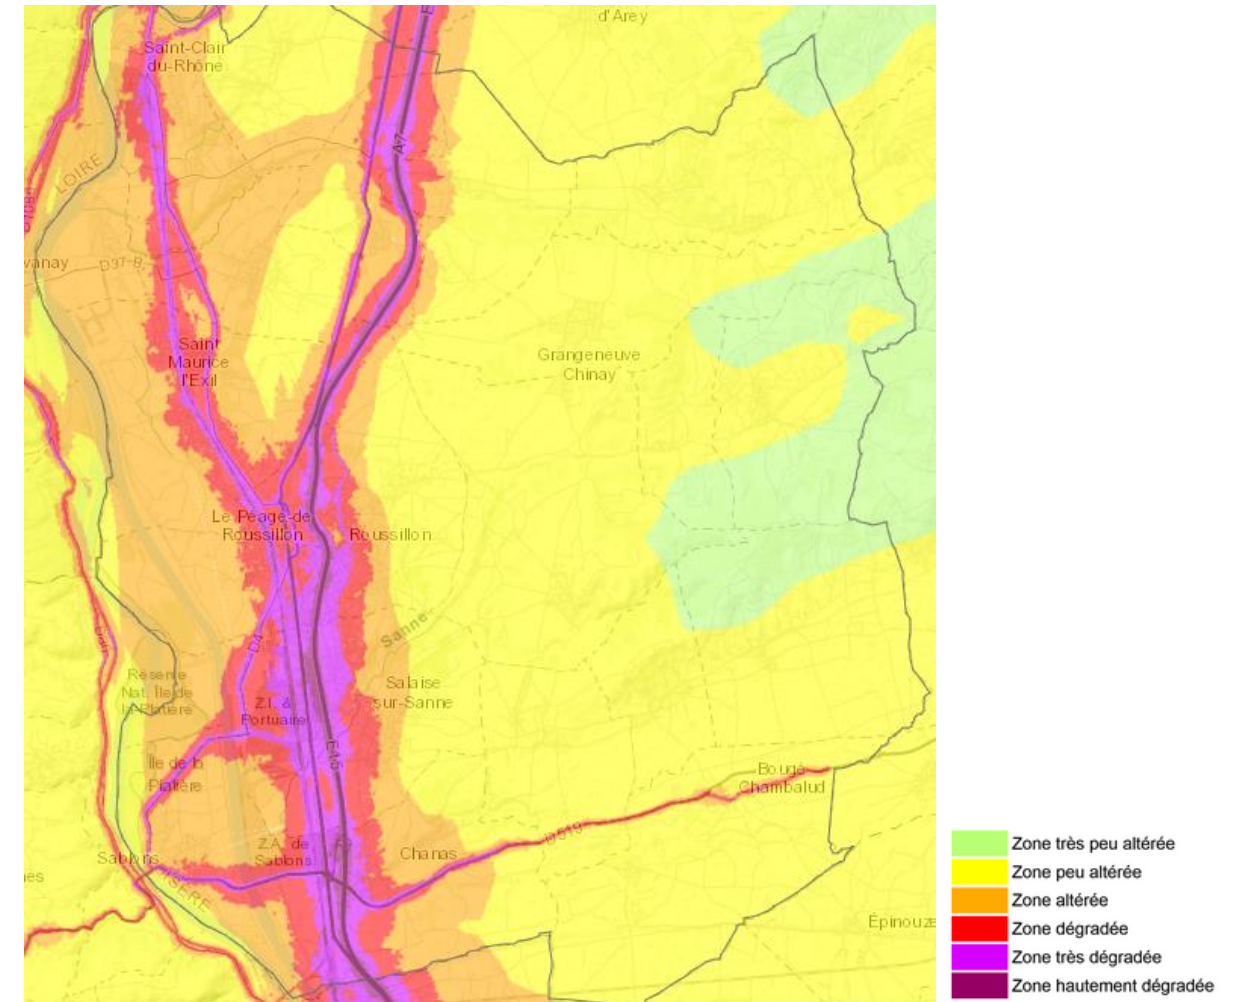 d'Arey
Saint-Clair
du-Rhône
A 7
LOIRE
vanay
D37-B
Saint
Maurice
l'Exil
Grangeneuve
Chinay
Le Péage-de
Roussillon
Roussillon
Sanne
D4
Réserve
Nat. Île de
la-Platière
Salaise
sur-Sanne
Z.I. &
Portuaire
Île de la
Platière
Bougé
Chambalud
D519
Z.A. de
Sablons
Chanas
Sablons
ISÈRE
Épinouze
Zone très peu altérée
Zone peu altérée
Zone altérée
Zone dégradée
Zone très dégradée
Zone hautement dégradée